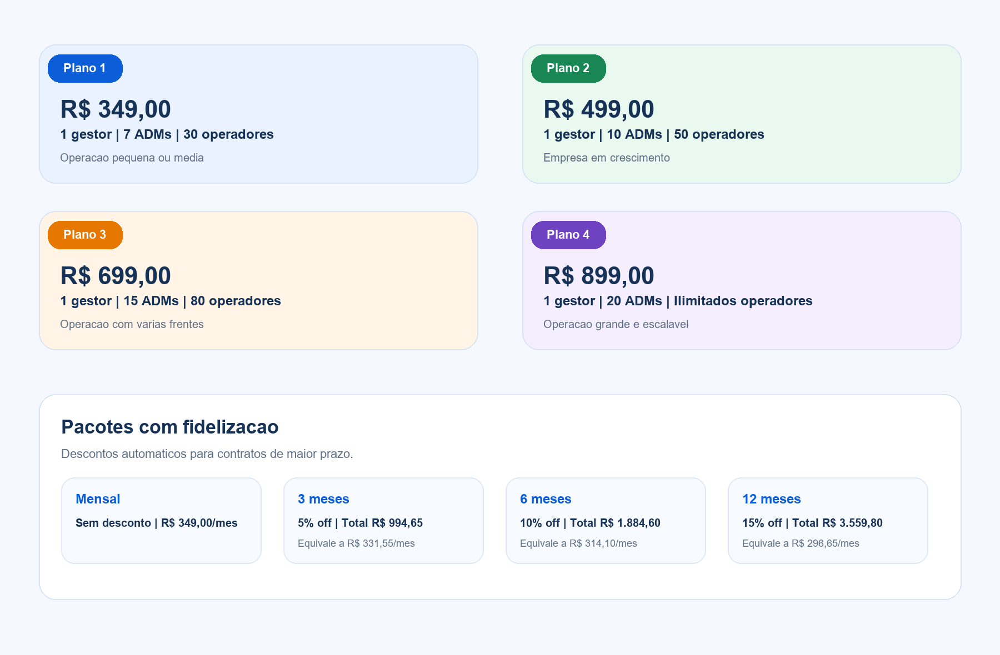 Plano 1
R$ 349,00
1 gestor | 7 ADMs | 30 operadores
Operacao pequena ou media
Plano 2
R$ 499,00
1 gestor | 10 ADMs | 50 operadores
Empresa em crescimento
Plano 3
R$ 699,00
1 gestor | 15 ADMs | 80 operadores
Operacao com varias frentes
Plano 4
R$ 899,00
1 gestor | 20 ADMs | Ilimitados operadores
Operacao grande e escalavel
Pacotes com fidelizacao
Descontos automaticos para contratos de maior prazo.
Mensal
Sem desconto | R$ 349,00/mes
3 meses
5% off | Total R$ 994,65
Equivale a R$ 331,55/mes
6 meses
10% off | Total R$ 1.884,60
Equivale a R$ 314,10/mes
12 meses
15% off | Total R$ 3.559,80
Equivale a R$ 296,65/mes